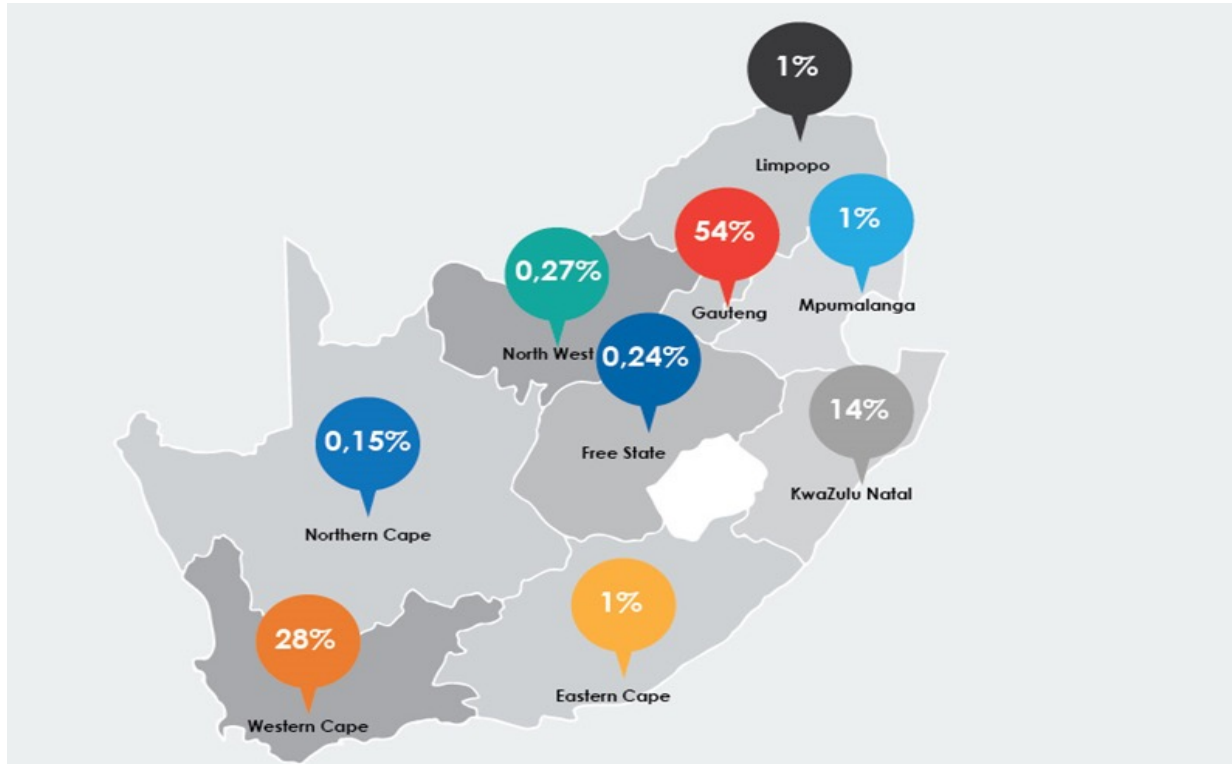 1%
Limpopo
54%
Gauteng
1%
Mpumalanga
0,27%
North West
0,24%
Free State
14%
KwaZulu Natal
0,15%
Northern Cape
1%
Eastern Cape
28%
Western Cape